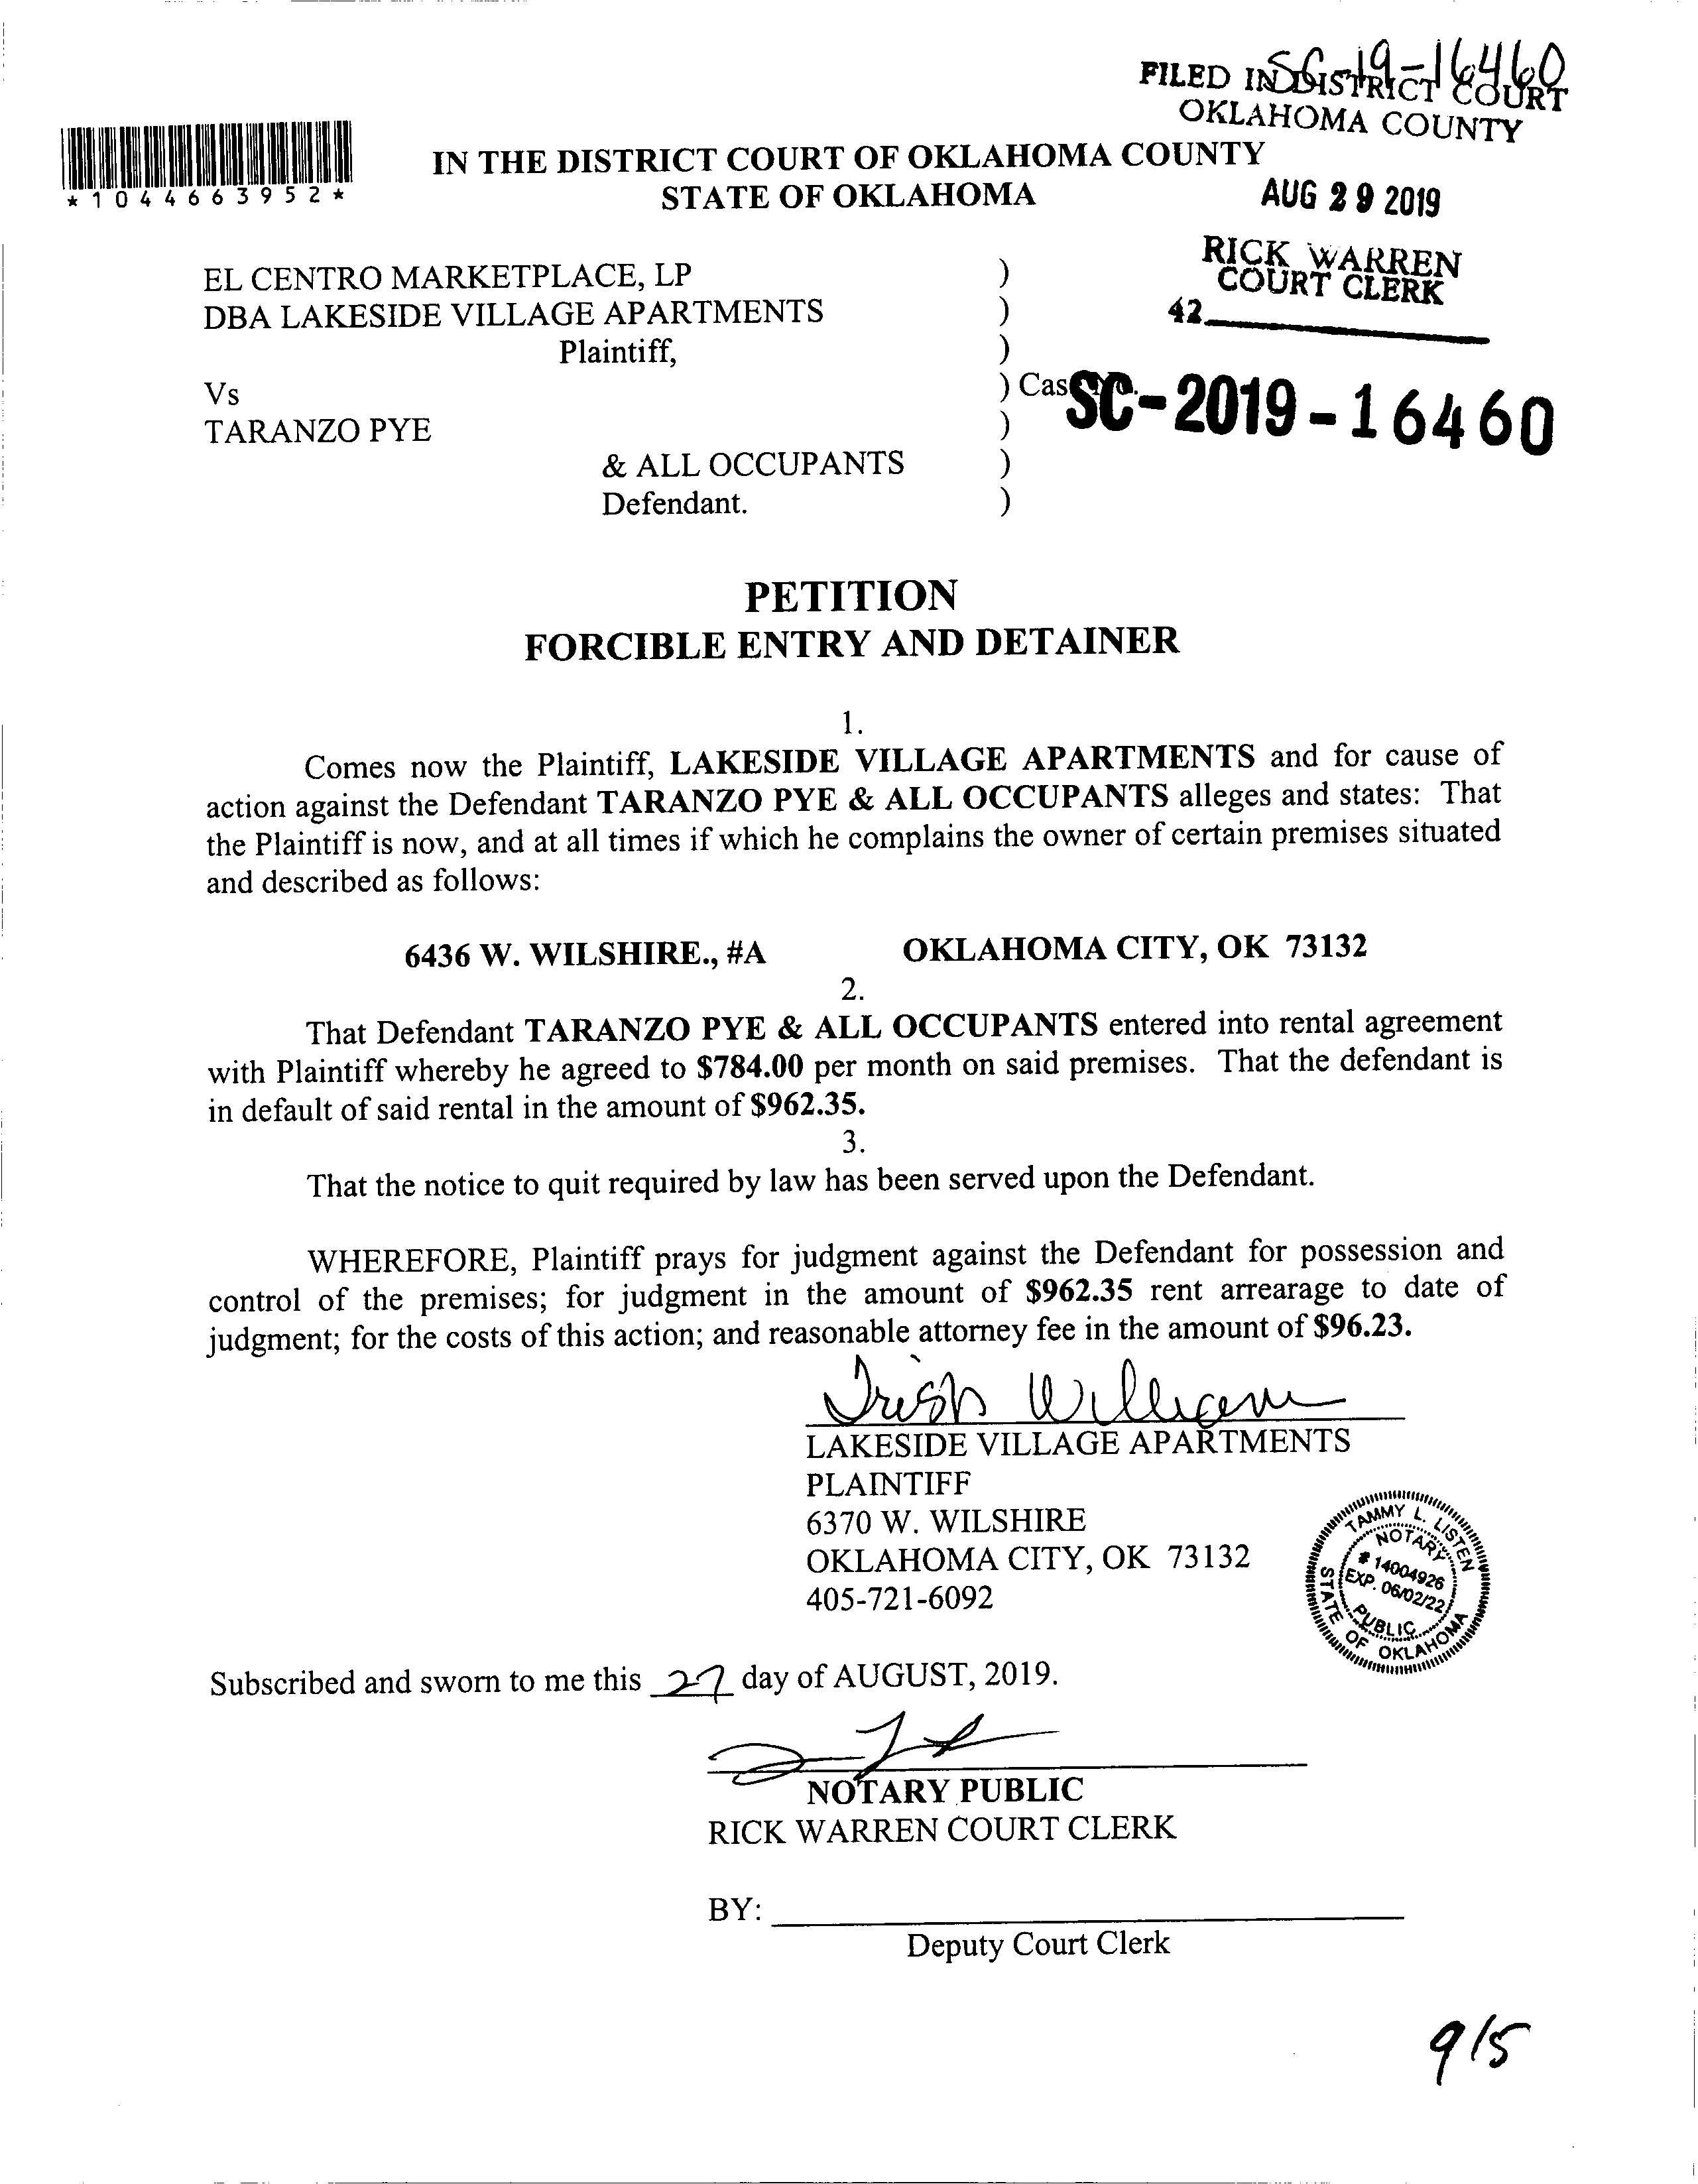 SC-19-16460
FILED IN DISTRICT COURT
OKLAHOMA COUNTY
*1044663952*
IN THE DISTRICT COURT OF OKLAHOMA COUNTY
STATE OF OKLAHOMA
AUG 29 2019
RICK WARREN
COURT CLERK
42
EL CENTRO MARKETPLACE, LP )
DBA LAKESIDE VILLAGE APARTMENTS )
Plaintiff, )
Vs ) Cas SC-2019-16460
TARANZO PYE )
& ALL OCCUPANTS )
Defendant. )
PETITION
FORCIBLE ENTRY AND DETAINER
1.
Comes now the Plaintiff, LAKESIDE VILLAGE APARTMENTS and for cause of
action against the Defendant TARANZO PYE & ALL OCCUPANTS alleges and states: That
the Plaintiff is now, and at all times if which he complains the owner of certain premises situated
and described as follows:
6436 W. WILSHIRE., #A OKLAHOMA CITY, OK 73132
2.
That Defendant TARANZO PYE & ALL OCCUPANTS entered into rental agreement
with Plaintiff whereby he agreed to $784.00 per month on said premises. That the defendant is
in default of said rental in the amount of $962.35.
3.
That the notice to quit required by law has been served upon the Defendant.
WHEREFORE, Plaintiff prays for judgment against the Defendant for possession and
control of the premises; for judgment in the amount of $962.35 rent arrearage to date of
judgment; for the costs of this action; and reasonable attorney fee in the amount of $96.23.
LAKESIDE VILLAGE APARTMENTS
PLAINTIFF
6370 W. WILSHIRE
OKLAHOMA CITY, OK 73132
405-721-6092
TAMMY L. LISTEN
NOTARY
# 14004926
EXP. 06/02/22
PUBLIC
STATE OF OKLAHOMA
Subscribed and sworn to me this 27 day of AUGUST, 2019.
NOTARY PUBLIC
RICK WARREN COURT CLERK
BY:
Deputy Court Clerk
9/5